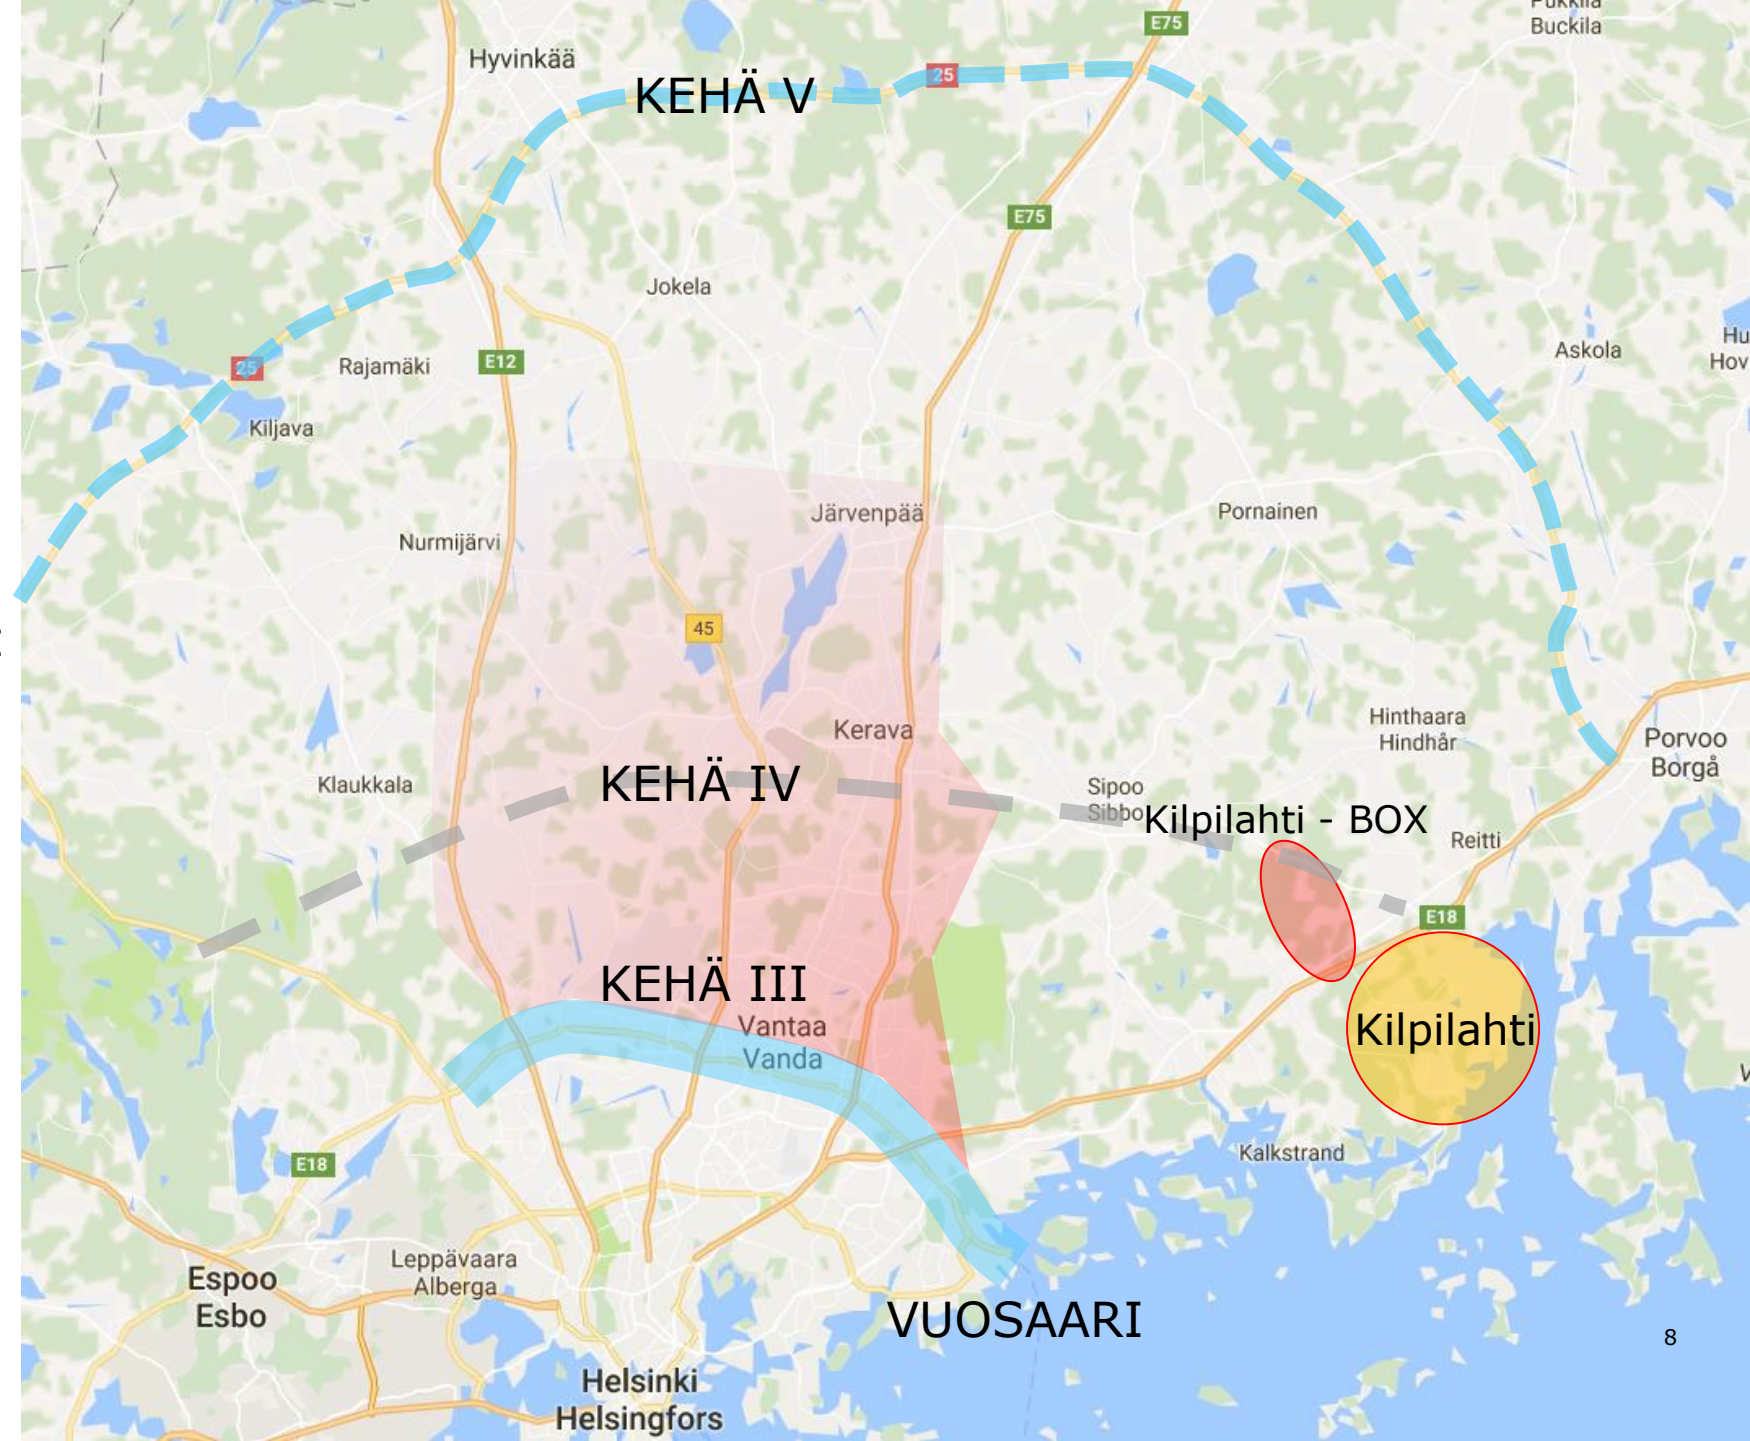 Pukkila
Buckila
E75
Hyvinkää
25
KEHÄ V
E75
Jokela
Askola
E12
25
Rajamäki
Kiljava
Järvenpää
Pornainen
Nurmijärvi
45
Hinthaara
Hindhår
Kerava
Porvoo
Borgå
Klaukkala
KEHÄ IV
Sipoo
Sibbo
Kilpilahti - BOX
Reitti
E18
KEHÄ III
Vantaa
Vanda
Kilpilahti
Kalkstrand
E18
Leppävaara
Alberga
Espoo
Esbo
VUOSAARI
8
Helsinki
Helsingfors